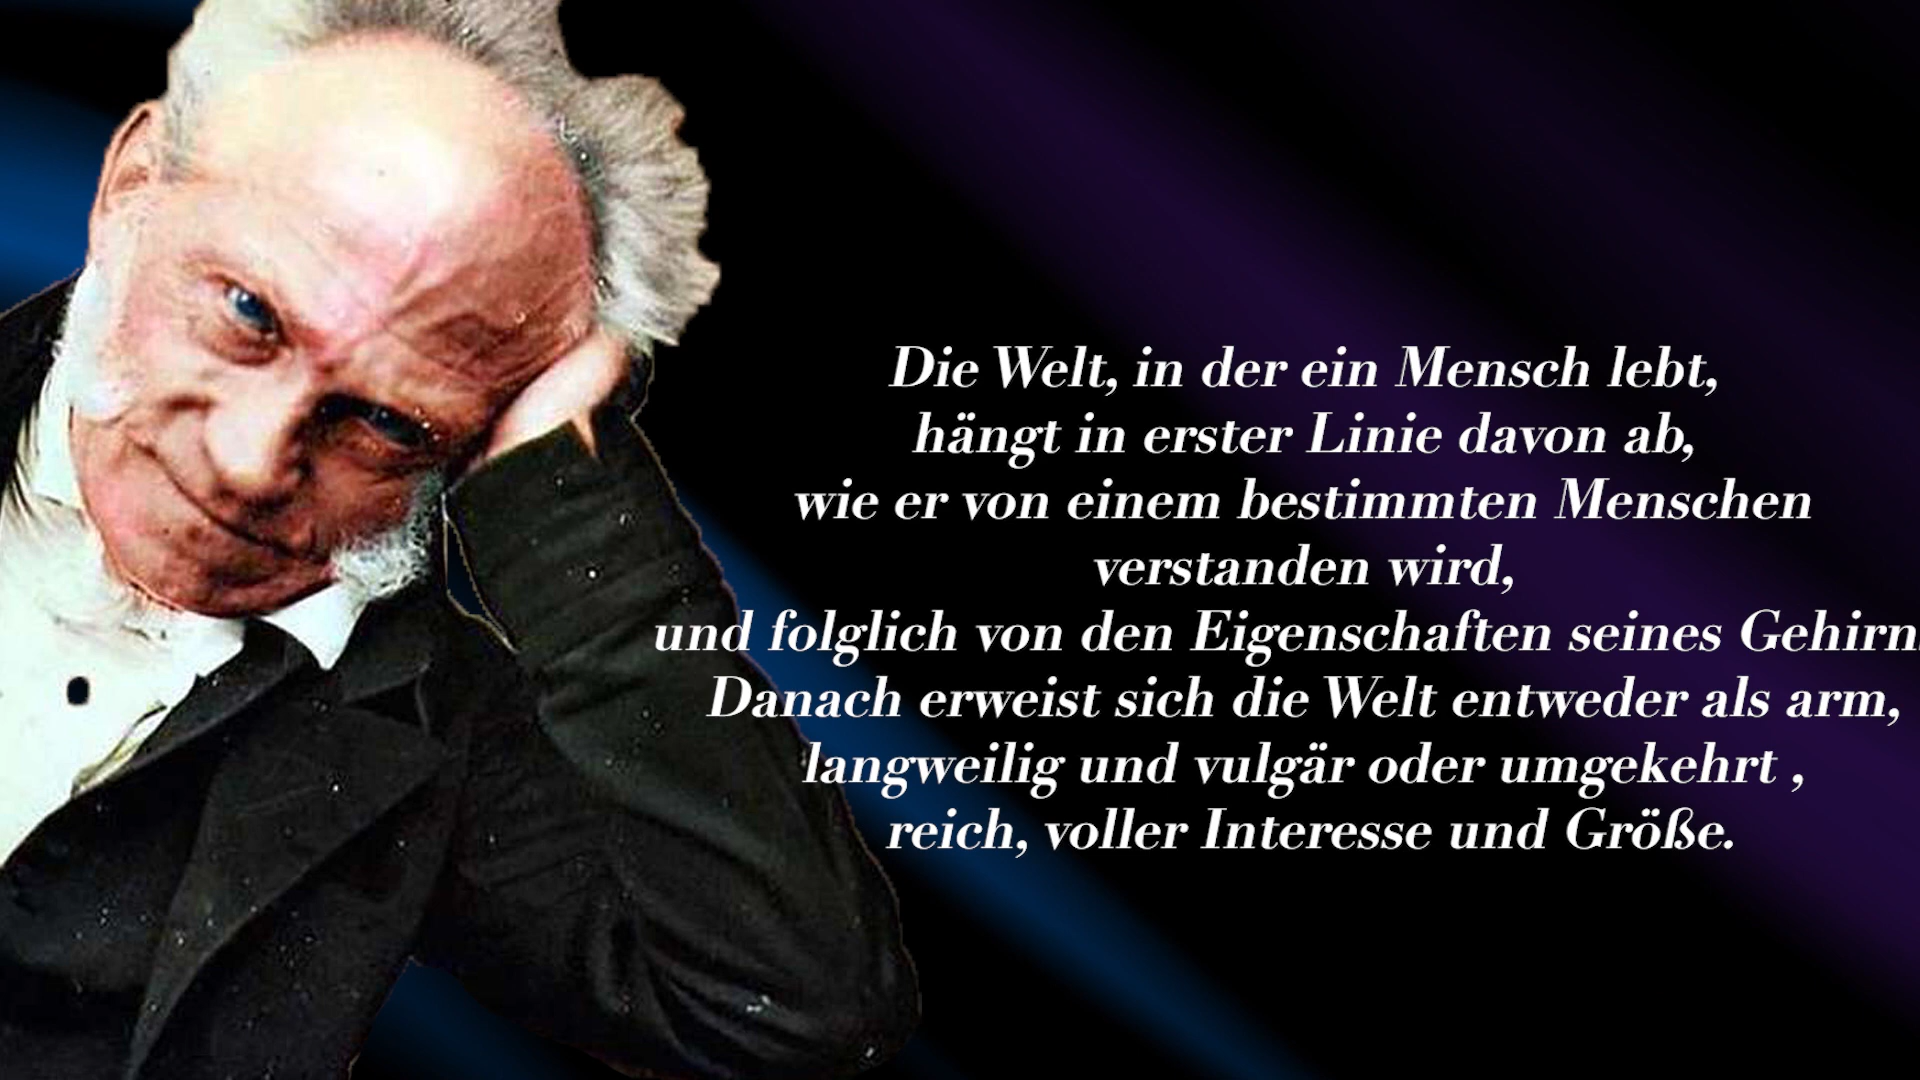 Die Welt, in der ein Mensch lebt,
hängt in erster Linie davon ab,
wie er von einem bestimmten Menschen
verstanden wird,
und folglich von den Eigenschaften seines
Danach erweist sich die Welt entweder als arm,
langweilig und vulgär oder umgekehrt ,
reich, voller Interesse und Größe.